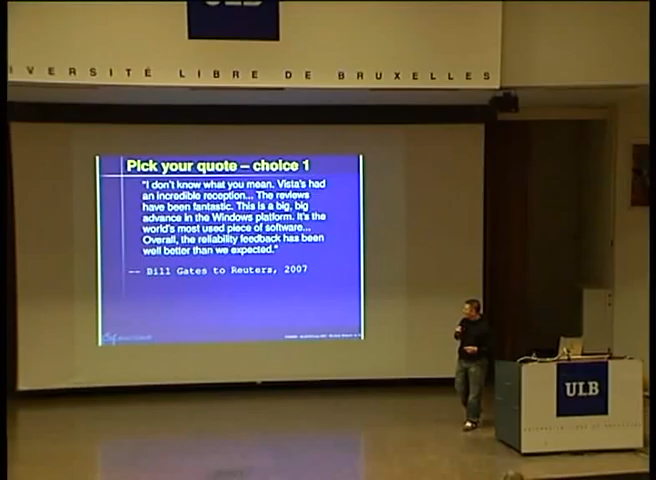 ULB
UNIVERSITÉ LIBRE DE BRUXELLES
Pick your quote – choice 1
"I don't know what you mean. Vista's had
an incredible reception... The reviews
have been fantastic. This is a big, big
advance in the Windows platform. It's the
world's most used piece of software...
Overall, the reliability feedback has been
well better than we expected."
-- Bill Gates to Reuters, 2007
ULB